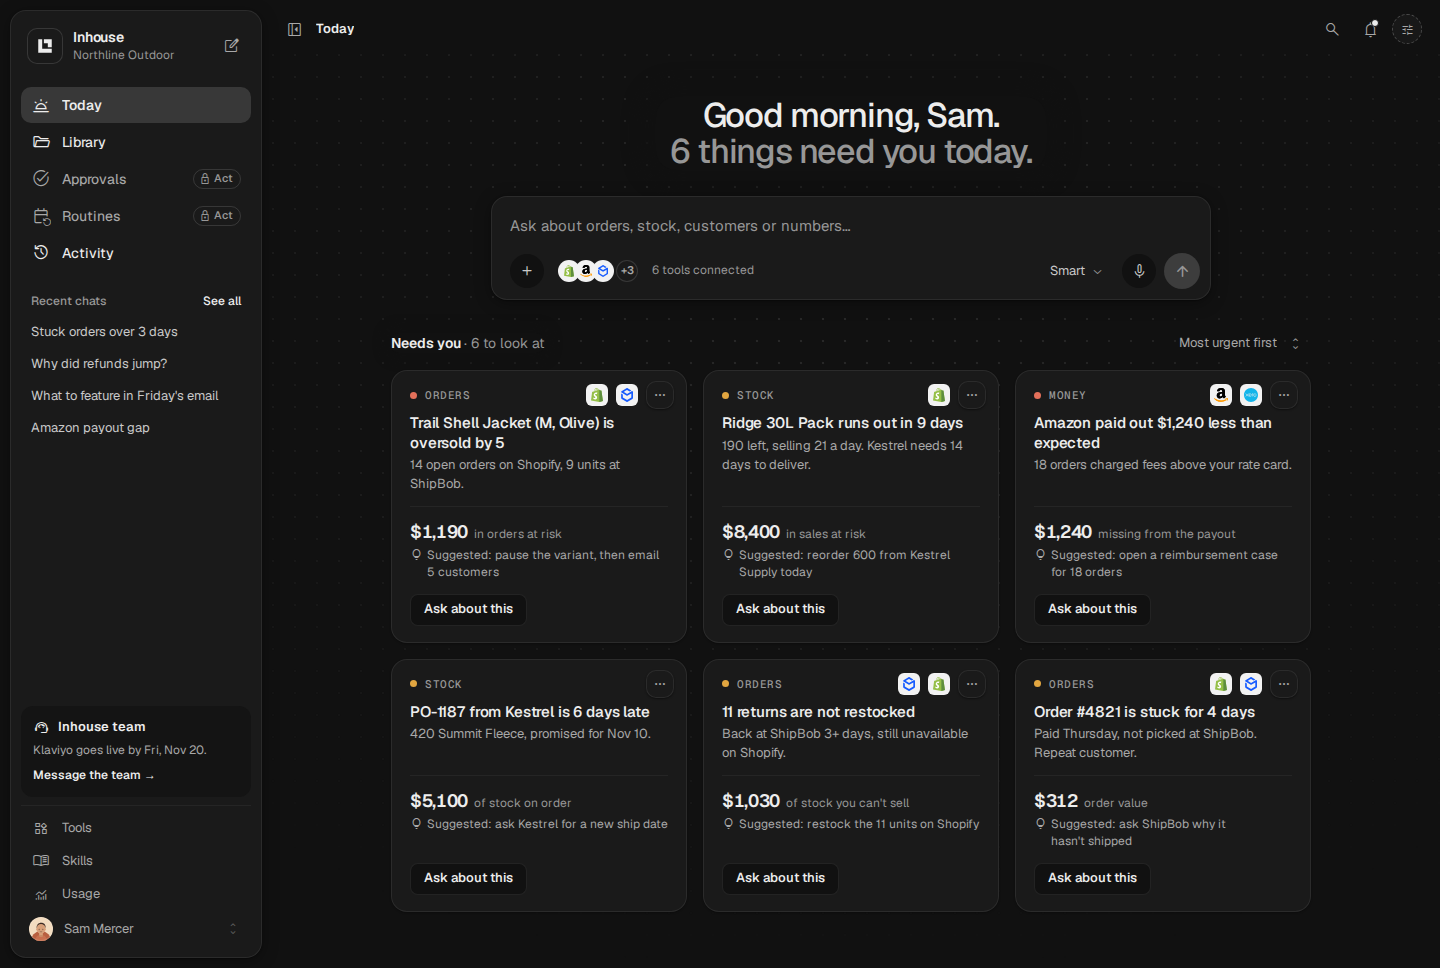 Inhouse
Northline Outdoor
Today
Library
Approvals
Act
Routines
Act
Activity
Recent chats
See all
Stuck orders over 3 days
Why did refunds jump?
What to feature in Friday's email
Amazon payout gap
Inhouse team
Klaviyo goes live by Fri, Nov 20.
Message the team →
Tools
Skills
Usage
Sam Mercer
Today
Good morning, Sam.
6 things need you today.
Ask about orders, stock, customers or numbers...
+3
6 tools connected
Smart
Needs you · 6 to look at
Most urgent first
ORDERS
Trail Shell Jacket (M, Olive) is
oversold by 5
14 open orders on Shopify, 9 units at
ShipBob.
$1,190 in orders at risk
Suggested: pause the variant, then email
5 customers
Ask about this
STOCK
Ridge 30L Pack runs out in 9 days
190 left, selling 21 a day. Kestrel needs 14
days to deliver.
$8,400 in sales at risk
Suggested: reorder 600 from Kestrel
Supply today
Ask about this
MONEY
Amazon paid out $1,240 less than
expected
18 orders charged fees above your rate card.
$1,240 missing from the payout
Suggested: open a reimbursement case
for 18 orders
Ask about this
STOCK
PO-1187 from Kestrel is 6 days late
420 Summit Fleece, promised for Nov 10.
$5,100 of stock on order
Suggested: ask Kestrel for a new ship date
Ask about this
ORDERS
11 returns are not restocked
Back at ShipBob 3+ days, still unavailable
on Shopify.
$1,030 of stock you can't sell
Suggested: restock the 11 units on Shopify
Ask about this
ORDERS
Order #4821 is stuck for 4 days
Paid Thursday, not picked at ShipBob.
Repeat customer.
$312 order value
Suggested: ask ShipBob why it
hasn't shipped
Ask about this